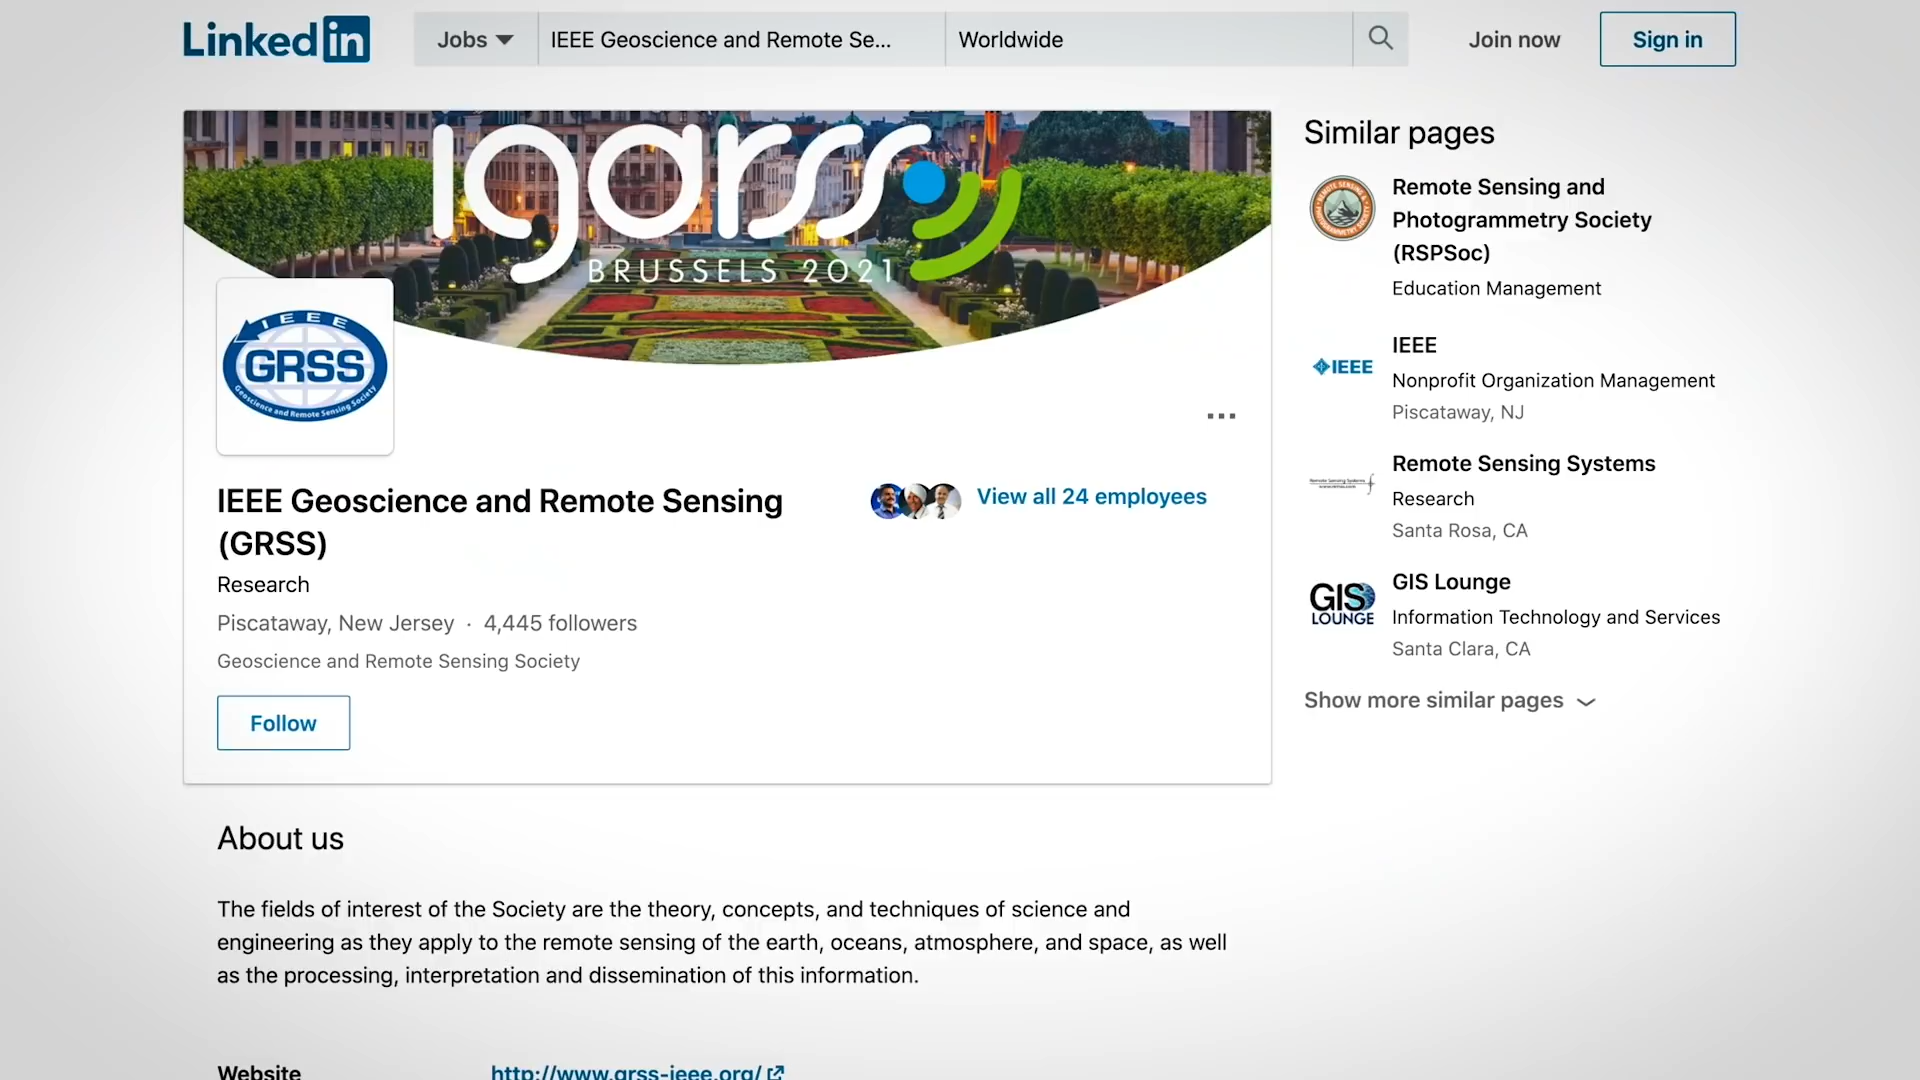 LinkedIn
Jobs
IEEE Geoscience and Remote Se...
Worldwide
Join now
Sign in
igarss
BRUSSELS 2021
IEEE
GRSS
Geoscience and Remote Sensing Society
IEEE Geoscience and Remote Sensing
(GRSS)
View all 24 employees
Research
Piscataway, New Jersey · 4,445 followers
Geoscience and Remote Sensing Society
Follow
About us
The fields of interest of the Society are the theory, concepts, and techniques of science and
engineering as they apply to the remote sensing of the earth, oceans, atmosphere, and space, as well
as the processing, interpretation and dissemination of this information.
Website
http://www.grss-ieee.org/
Similar pages
Remote Sensing and
Photogrammetry Society
(RSPSoc)
Education Management
IEEE
IEEE
Nonprofit Organization Management
Piscataway, NJ
Remote Sensing Systems
Remote Sensing Systems
Research
Santa Rosa, CA
GIS
LOUNGE
GIS Lounge
Information Technology and Services
Santa Clara, CA
Show more similar pages